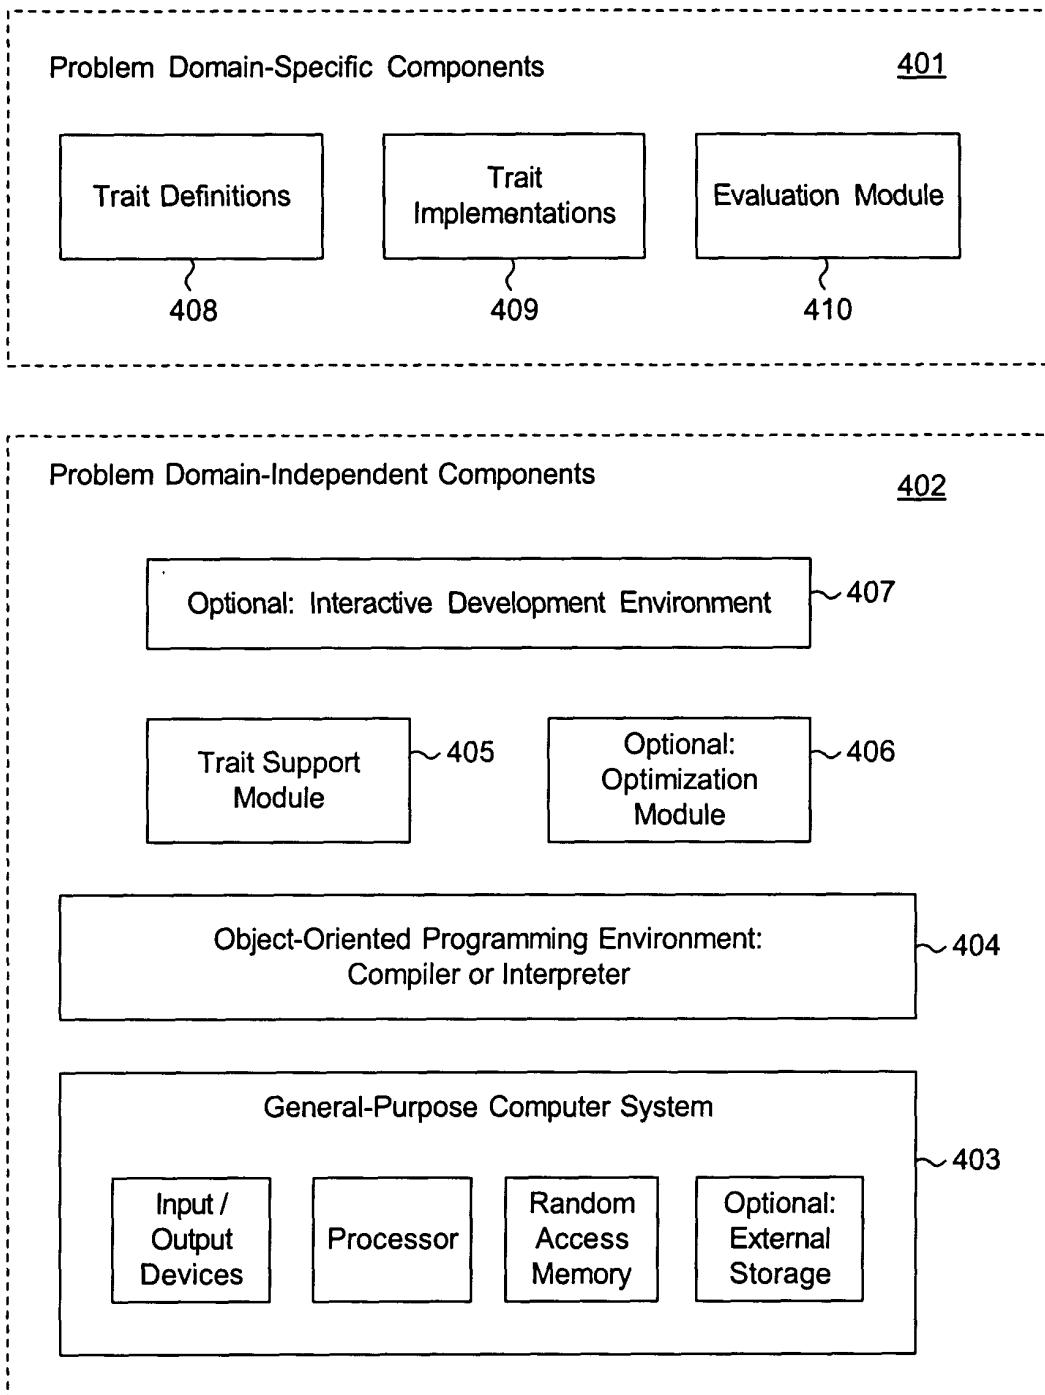 Problem Domain-Specific Components 401
Trait Definitions
Trait
Implementations
Evaluation Module
408
409
410
Problem Domain-Independent Components 402
Optional: Interactive Development Environment
407
Trait Support
Module
405
Optional:
Optimization
Module
406
Object-Oriented Programming Environment:
Compiler or Interpreter
404
General-Purpose Computer System
403
Input /
Output
Devices
Processor
Random
Access
Memory
Optional:
External
Storage